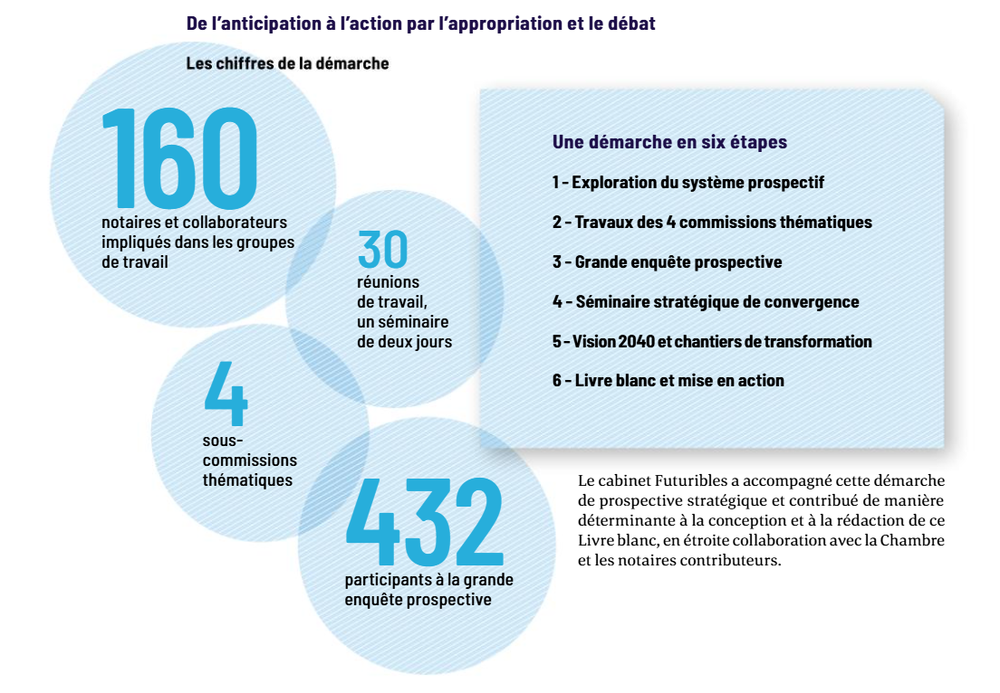 De l'anticipation à l'action par l'appropriation et le débat
Les chiffres de la démarche
160
notaires et collaborateurs
impliqués dans les groupes
de travail
30
réunions
de travail,
un séminaire
de deux jours
4
sous-
commissions
thématiques
432
participants à la grande
enquête prospective
Une démarche en six étapes
1 - Exploration du système prospectif
2 - Travaux des 4 commissions thématiques
3 - Grande enquête prospective
4 - Séminaire stratégique de convergence
5 - Vision 2040 et chantiers de transformation
6 - Livre blanc et mise en action
Le cabinet Futuribles a accompagné cette démarche
de prospective stratégique et contribué de manière
déterminante à la conception et à la rédaction de ce
Livre blanc, en étroite collaboration avec la Chambre
et les notaires contributeurs.